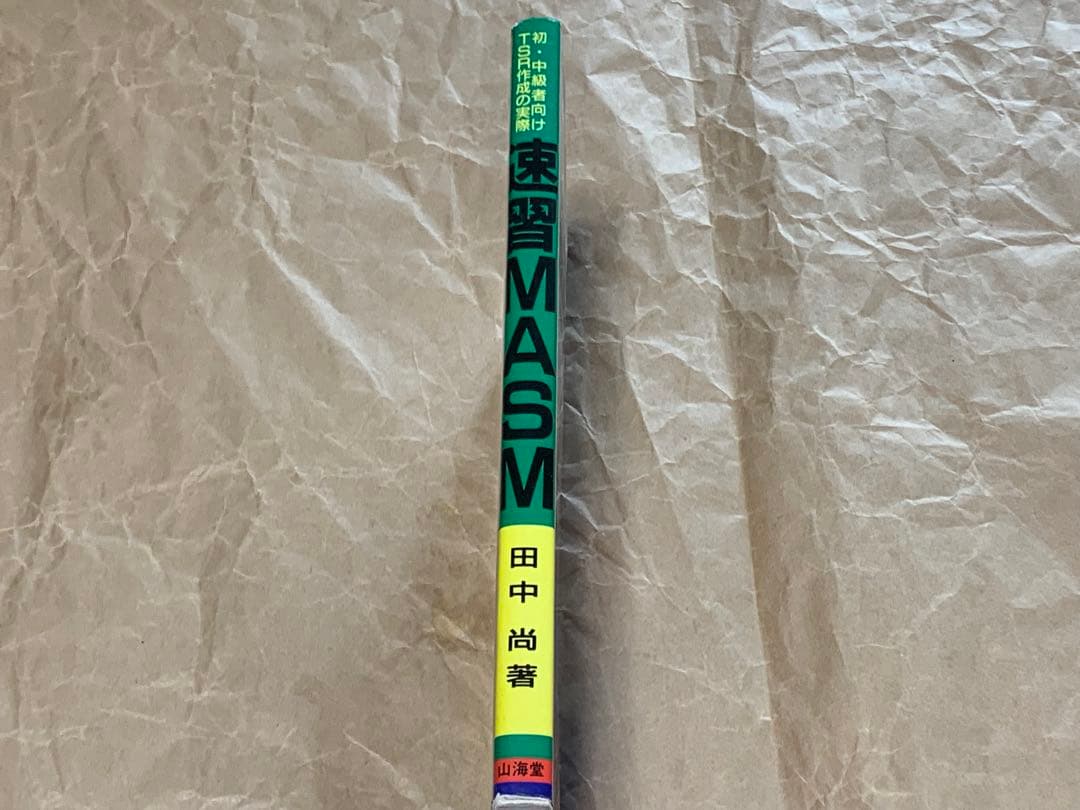 初・中級者向け
TSR作成の実際
速習MASM
田中 尚 著
山海堂